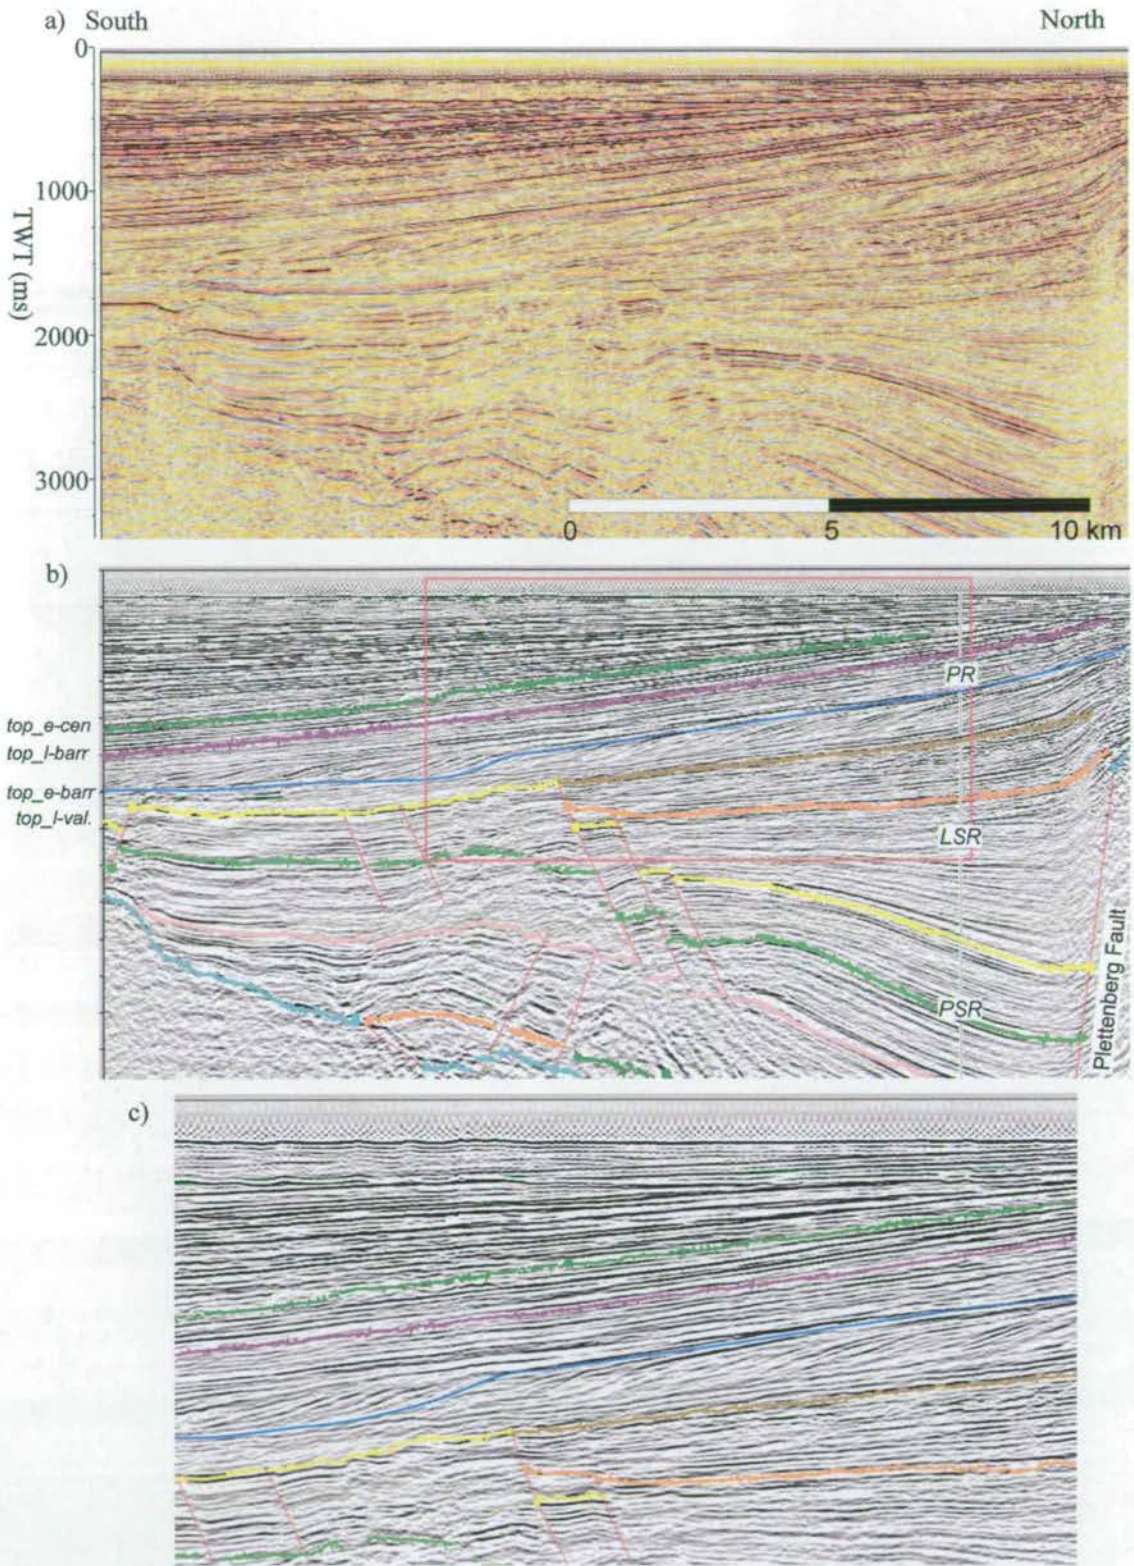 a) South North
0
1000
TWT (ms)
2000
3000
0 5 10 km
b)
PR
top_e-cen
top_l-barr
top_e-barr
top_l-val.
LSR
PSR
Plettenberg Fault
c)